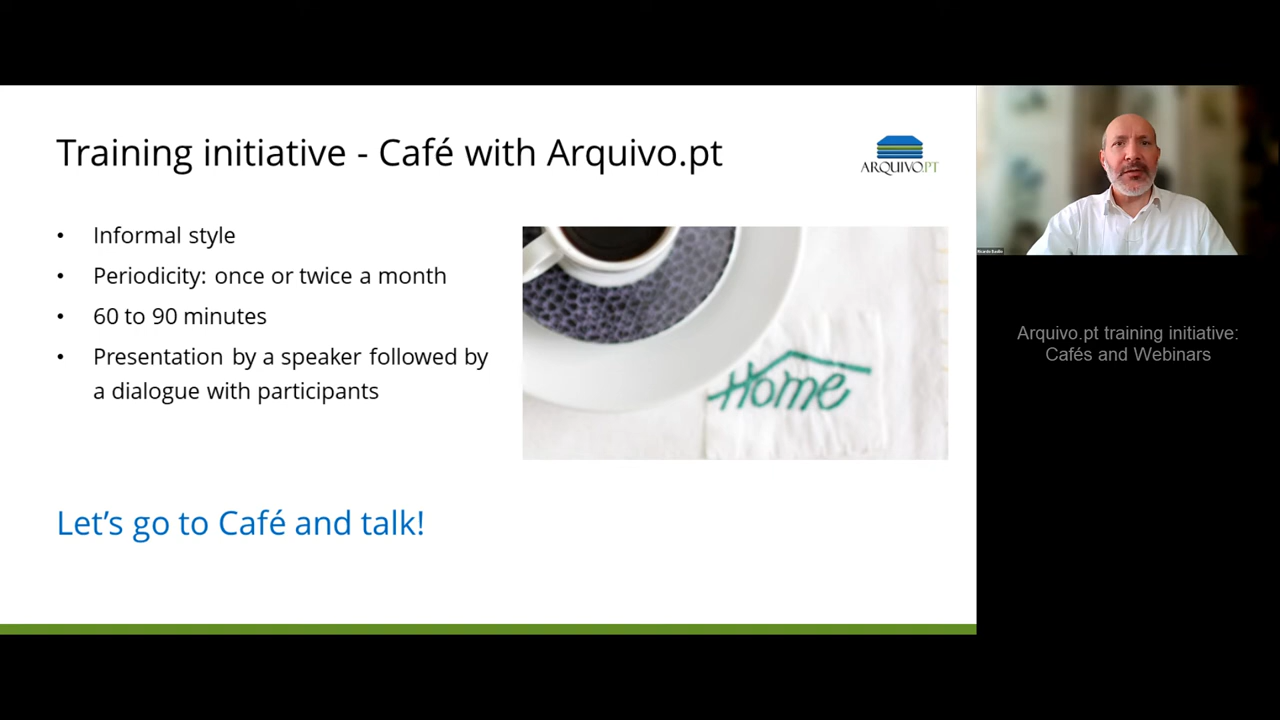 Training initiative - Café with Arquivo.pt
ARQUIVO.PT
• Informal style
• Periodicity: once or twice a month
• 60 to 90 minutes
• Presentation by a speaker followed by
a dialogue with participants
Home
Let's go to Café and talk!
Ricardo Basílio
Arquivo.pt training initiative:
Cafés and Webinars